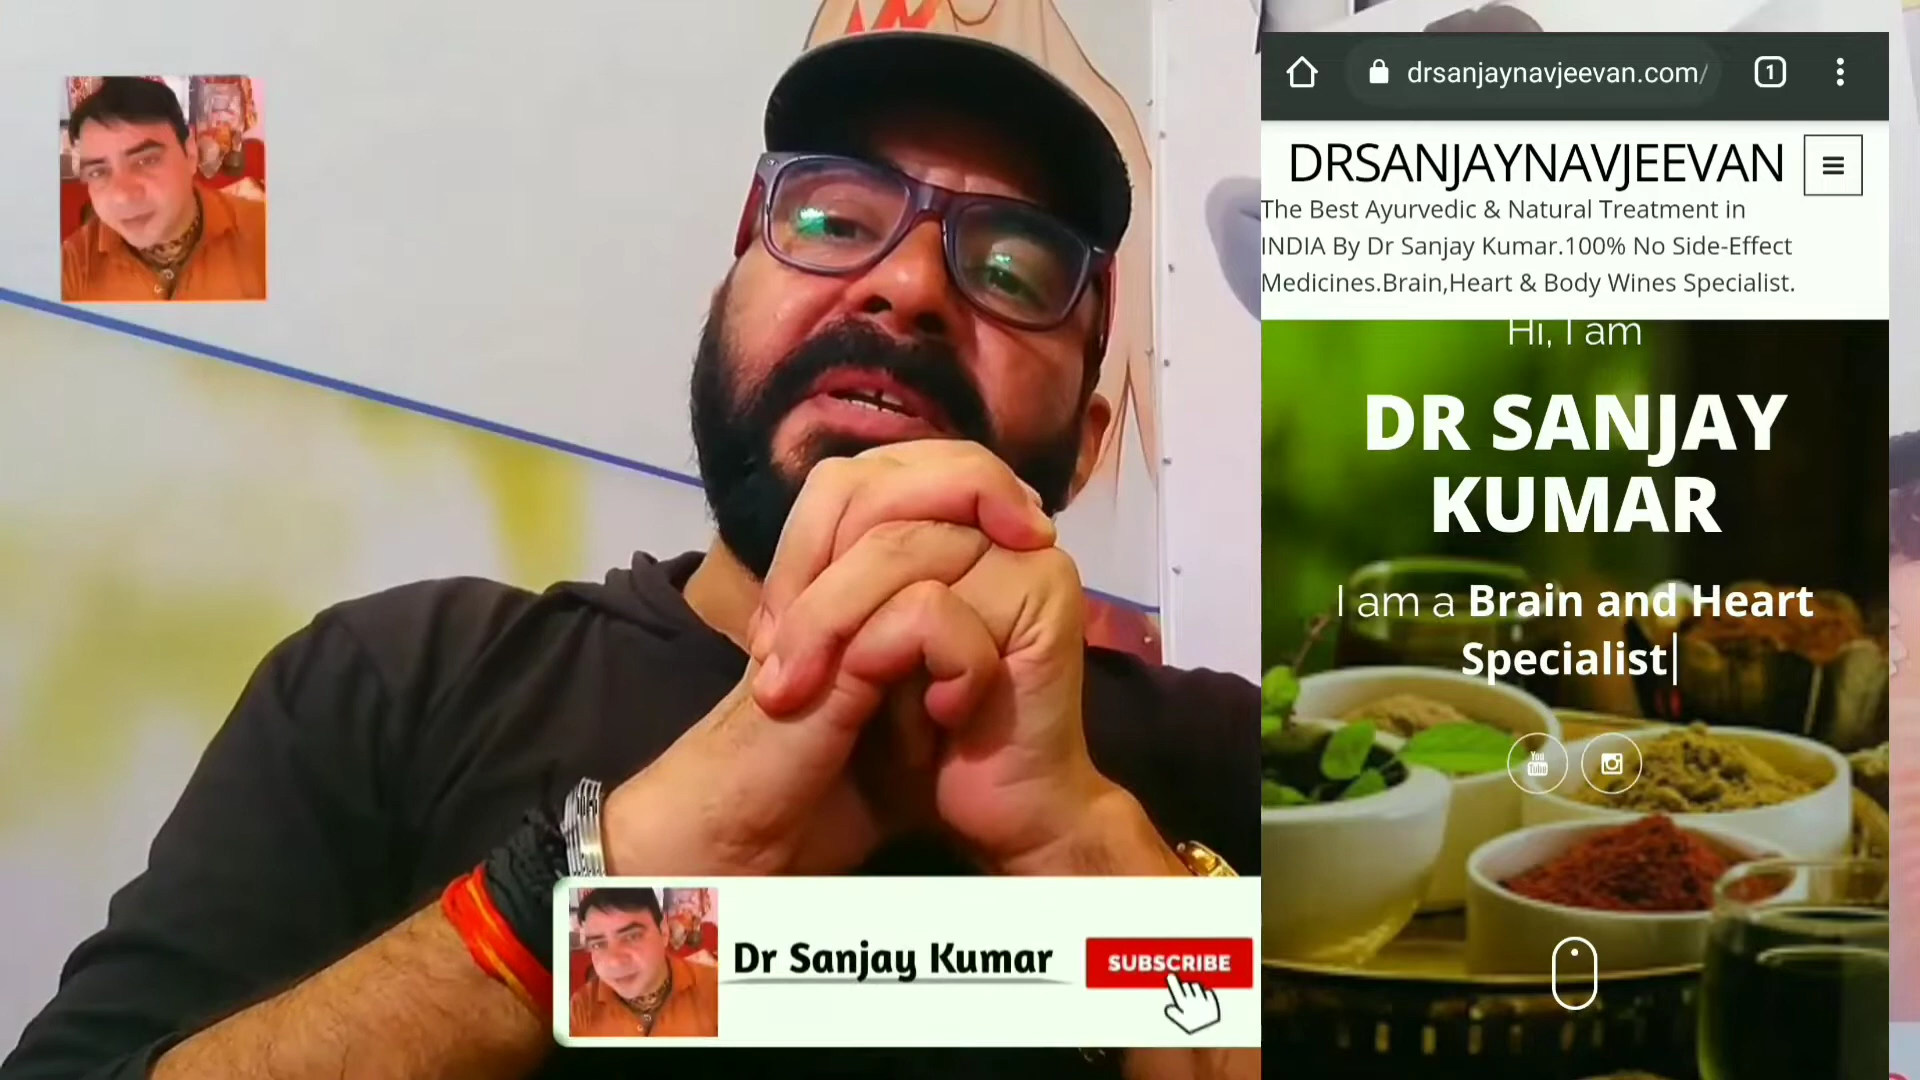 drsanjaynavjeevan.com/
1
DRSANJAYNAVJEEVAN
The Best Ayurvedic & Natural Treatment in
INDIA By Dr Sanjay Kumar.100% No Side-Effect
Medicines.Brain,Heart & Body Wines Specialist.
Hi, I am
DR SANJAY
KUMAR
I am a Brain and Heart
Specialist
You
Tube
Dr Sanjay Kumar
SUBSCRIBE